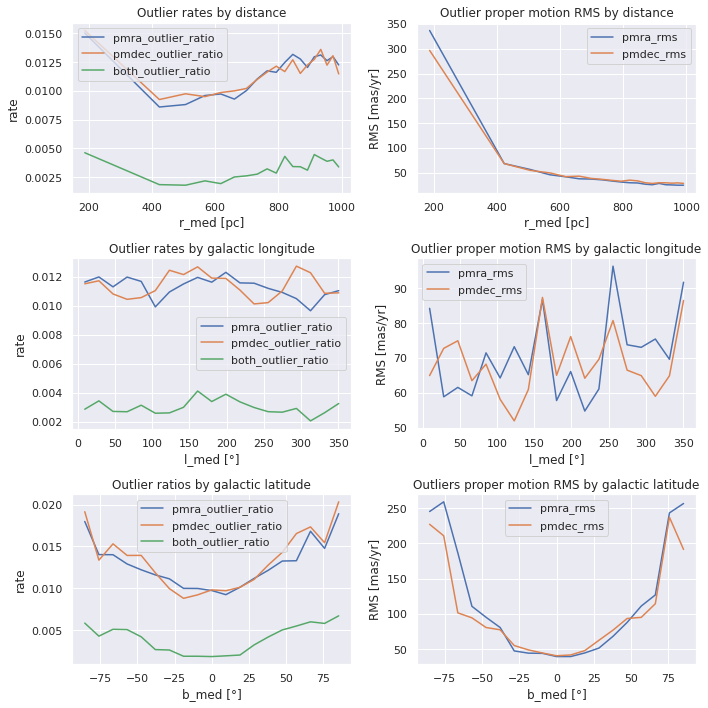 Outlier rates by distance
0.0150
0.0125
0.0100
0.0075
0.0050
0.0025
rate
pmra_outlier_ratio
pmdec_outlier_ratio
both_outlier_ratio
200 400 600 800 1000
r_med [pc]
Outlier proper motion RMS by distance
350
300
250
200
150
100
50
RMS [mas/yr]
pmra_rms
pmdec_rms
200 400 600 800 1000
r_med [pc]
Outlier rates by galactic longitude
0.012
0.010
0.008
0.006
0.004
0.002
rate
pmra_outlier_ratio
pmdec_outlier_ratio
both_outlier_ratio
0 50 100 150 200 250 300 350
l_med [°]
Outlier proper motion RMS by galactic longitude
90
80
70
60
50
RMS [mas/yr]
pmra_rms
pmdec_rms
0 50 100 150 200 250 300 350
l_med [°]
Outlier ratios by galactic latitude
0.020
0.015
0.010
0.005
rate
pmra_outlier_ratio
pmdec_outlier_ratio
both_outlier_ratio
−75 −50 −25 0 25 50 75
b_med [°]
Outliers proper motion RMS by galactic latitude
250
200
150
100
50
RMS [mas/yr]
pmra_rms
pmdec_rms
−75 −50 −25 0 25 50 75
b_med [°]